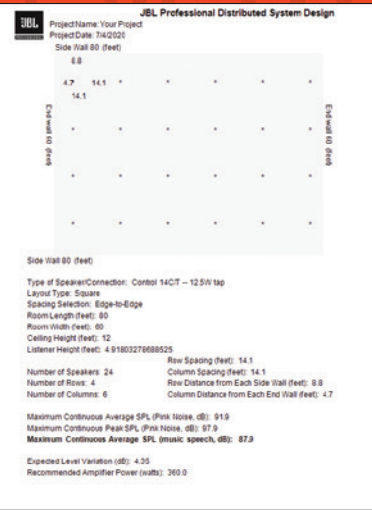 JBL Professional Distributed System Design
JBL
Project Name: Your Project
Project Date: 7/4/2020
Side Wall 80 (feet)
8.8
4.7 14.1
14.1
End wall 60 (feet)
End wall 60 (feet)
Side Wall 80 (feet)
Type of Speaker/Connection: Control 14C/T -- 12.5W tap
Layout Type: Square
Spacing Selection: Edge-to-Edge
Room Length (feet): 80
Room Width (feet): 60
Ceiling Height (feet): 12
Listener Height (feet): 4.91803278688525
Row Spacing (feet): 14.1
Number of Speakers: 24 Column Spacing (feet): 14.1
Number of Rows: 4 Row Distance from Each Side Wall (feet): 8.8
Number of Columns: 6 Column Distance from Each End Wall (feet): 4.7
Maximum Continuous Average SPL (Pink Noise, dB): 91.9
Maximum Continuous Peak SPL (Pink Noise, dB): 97.9
Maximum Continuous Average SPL (music speech, dB): 87.9
Expected Level Variation (dB): 4.35
Recommended Amplifier Power (watts): 360.0